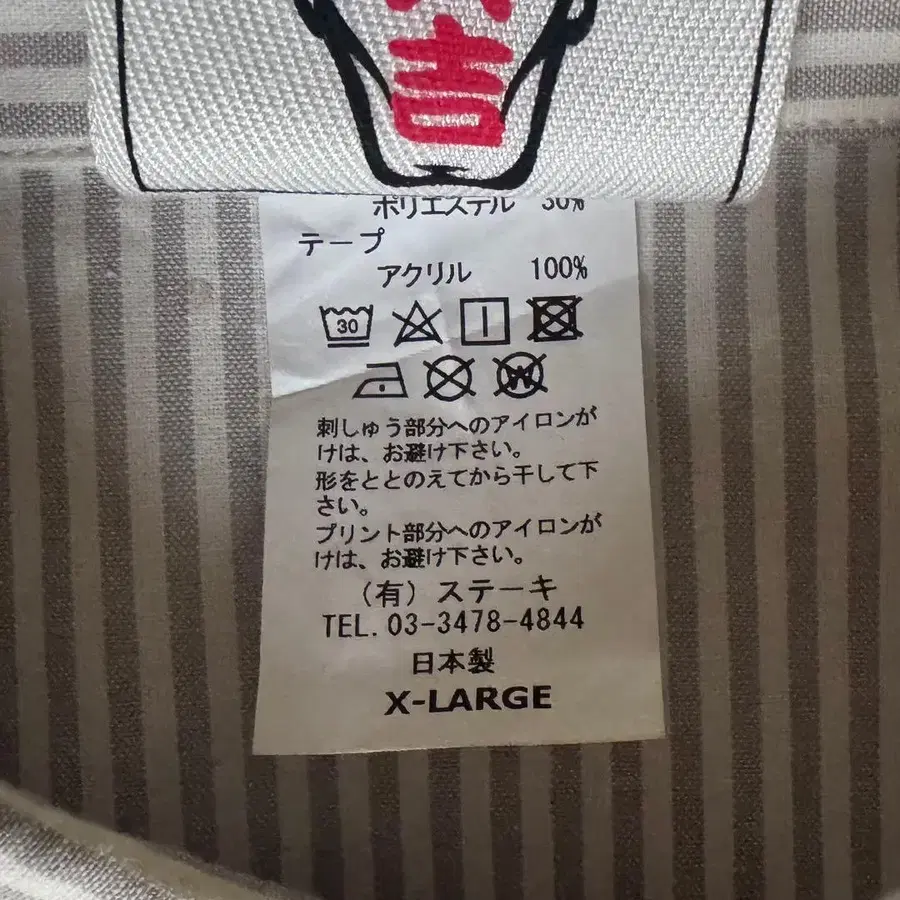 吉
ポリエステル 30%
テープ
アクリル 100%
30
W
刺しゅう部分へのアイロンが
けは、お避け下さい。
形をととのえてから干して下
さい。
プリント部分へのアイロンが
けは、お避け下さい。
(有)ステーキ
TEL. 03-3478-4844
日本製
X-LARGE